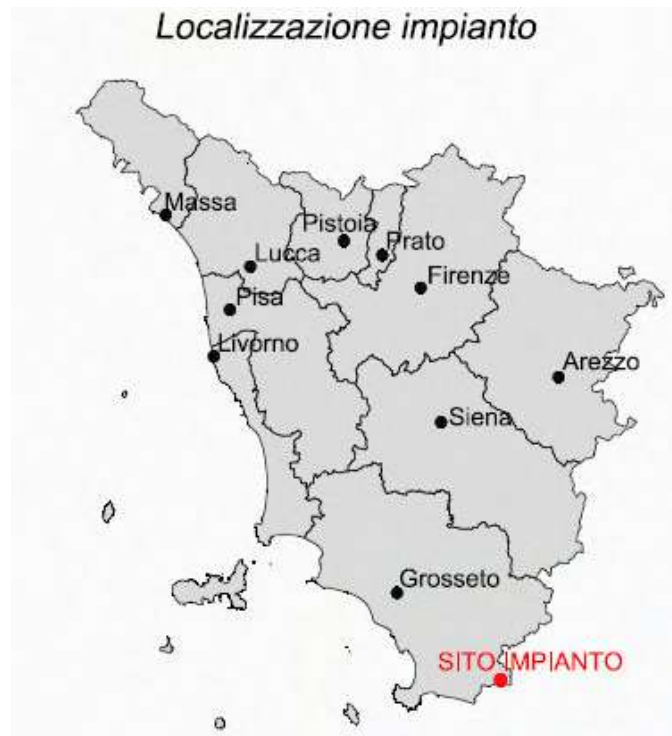 Localizzazione impianto
Massa
Pistoia
Prato
Lucca
Firenze
Pisa
Livorno
Arezzo
Siena
Grosseto
SITO IMPIANTO